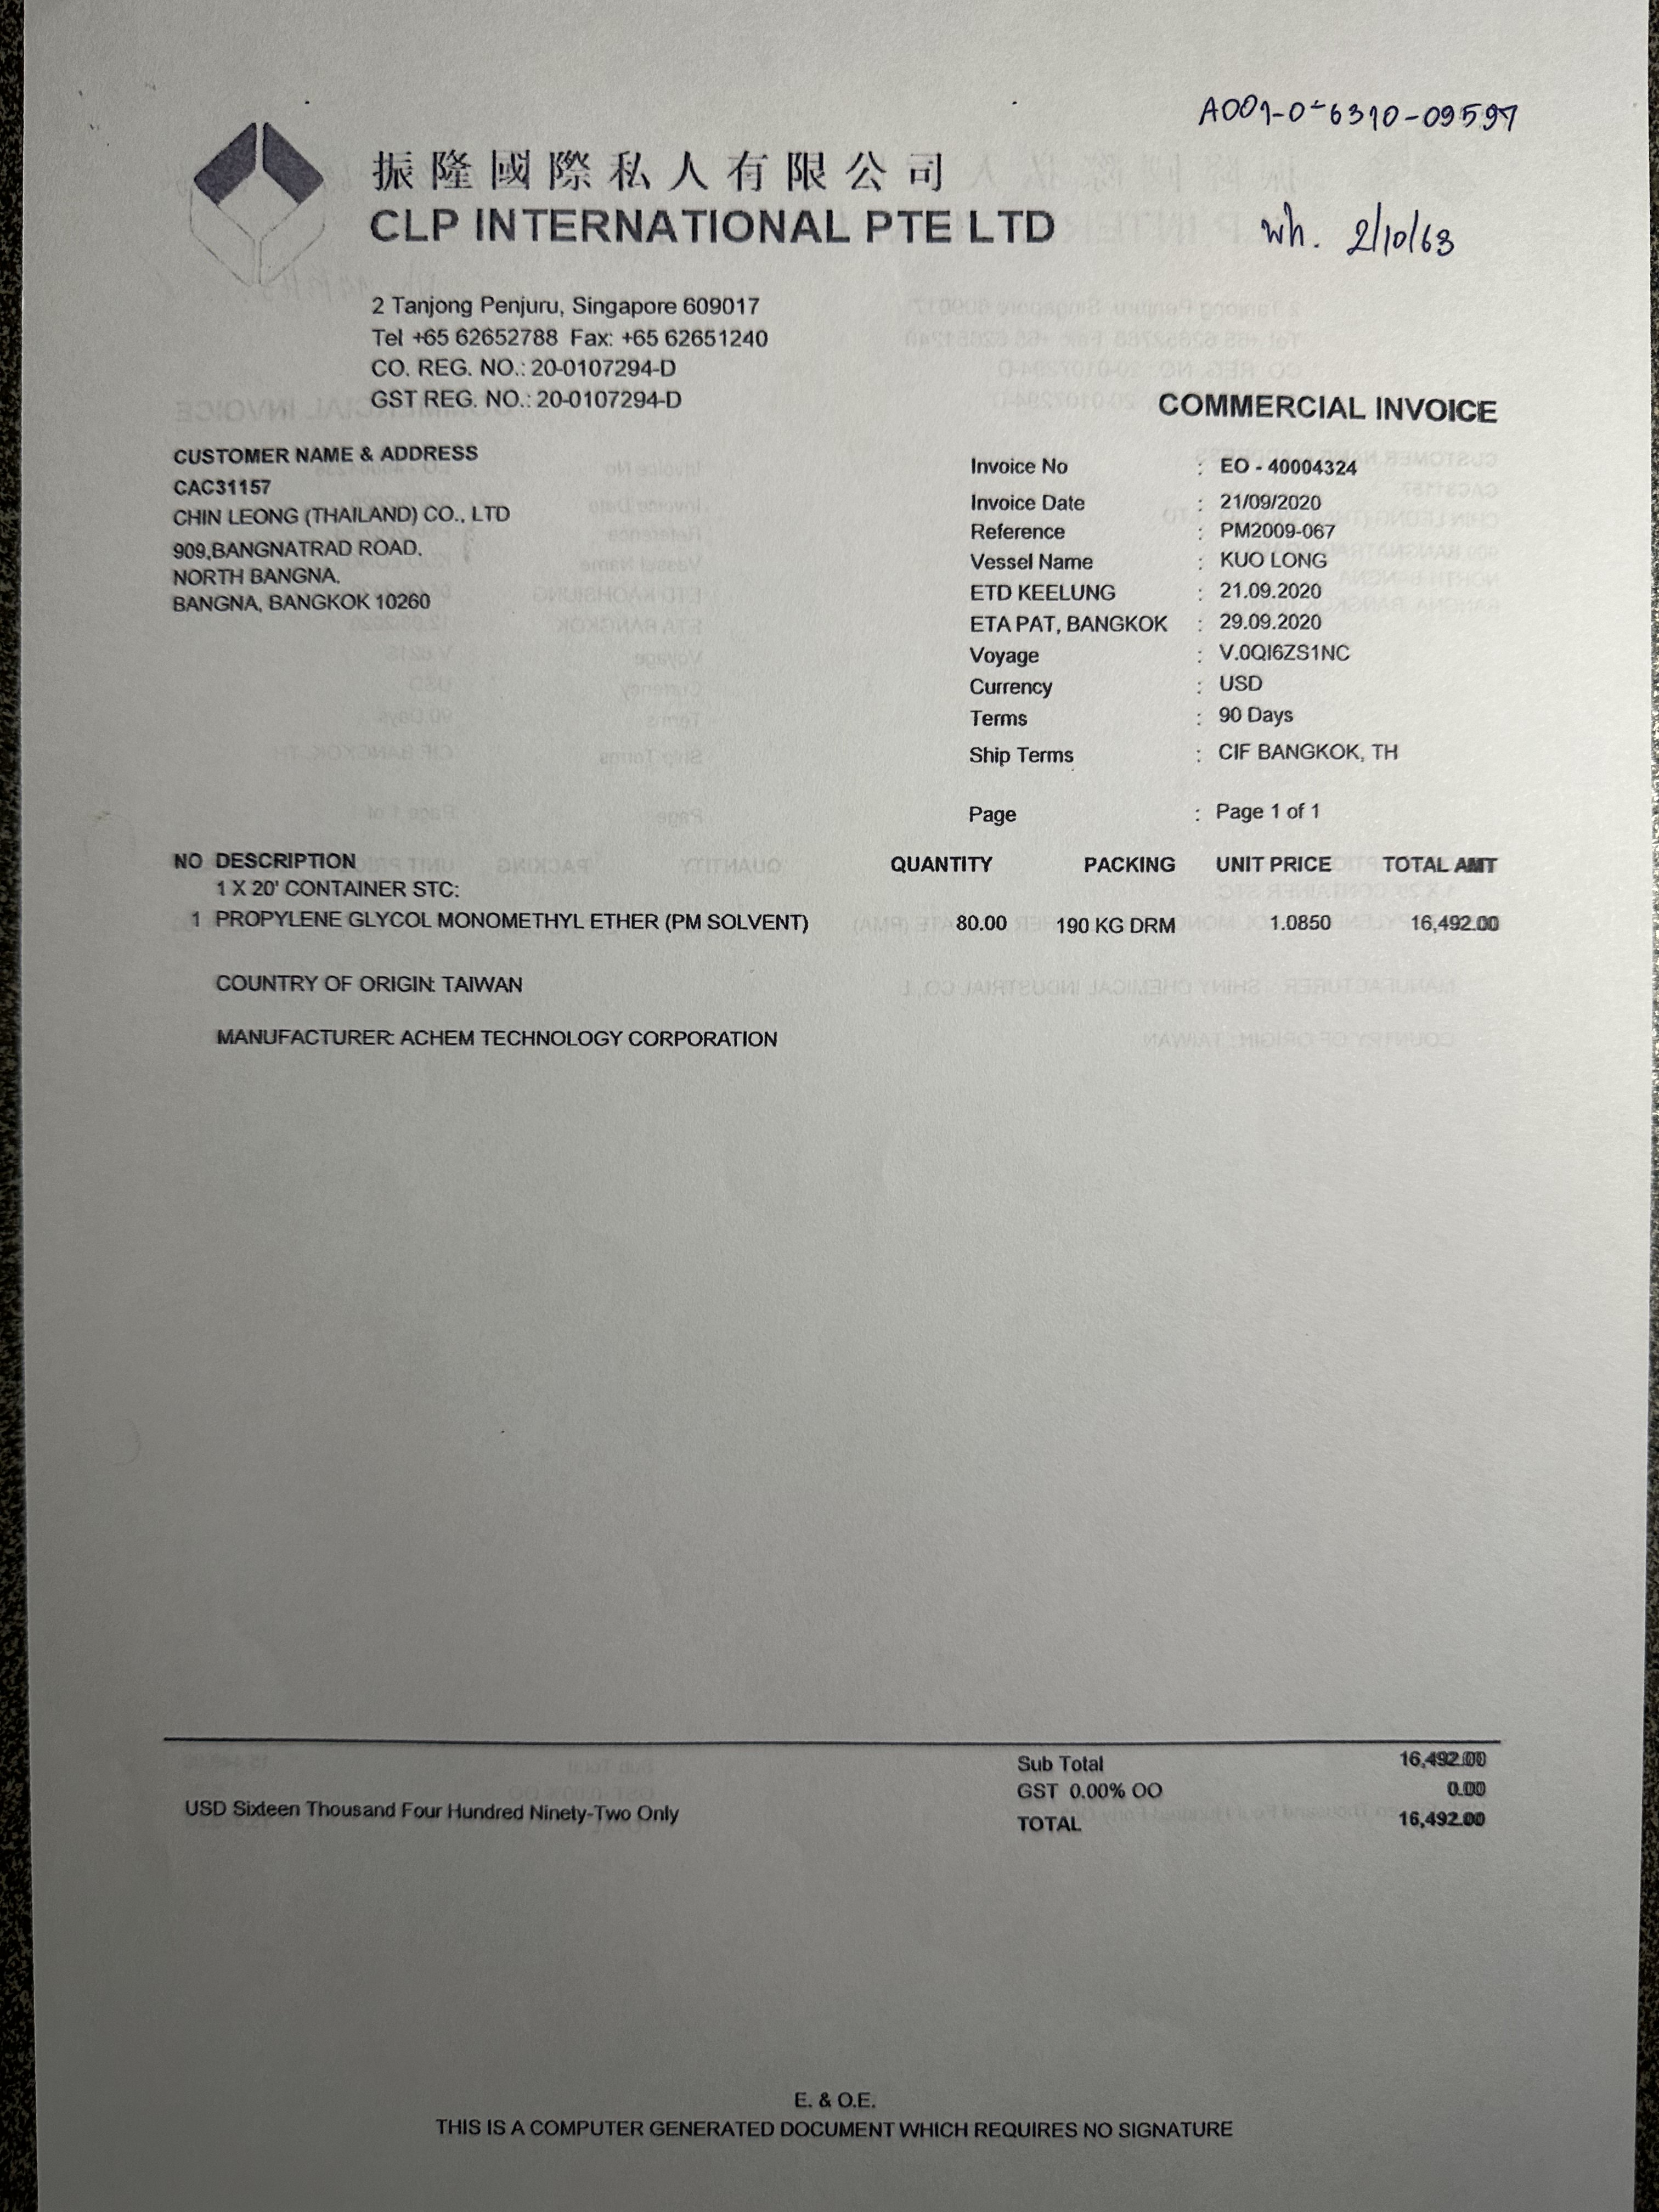 A001-0-6310-09597
振隆國際私人有限公司
CLP INTERNATIONAL PTE LTD
พห. 2/10/63
2 Tanjong Penjuru, Singapore 609017
Tel +65 62652788 Fax: +65 62651240
CO. REG. NO.: 20-0107294-D
GST REG. NO.: 20-0107294-D
COMMERCIAL INVOICE
CUSTOMER NAME & ADDRESS
CAC31157
CHIN LEONG (THAILAND) CO., LTD
909,BANGNATRAD ROAD,
NORTH BANGNA,
BANGNA, BANGKOK 10260
Invoice No : EO - 40004324
Invoice Date : 21/09/2020
Reference : PM2009-067
Vessel Name : KUO LONG
ETD KEELUNG : 21.09.2020
ETA PAT, BANGKOK : 29.09.2020
Voyage : V.0QI6ZS1NC
Currency : USD
Terms : 90 Days
Ship Terms : CIF BANGKOK, TH
Page : Page 1 of 1
NO DESCRIPTION QUANTITY PACKING UNIT PRICE TOTAL AMT
1 X 20' CONTAINER STC:
1 PROPYLENE GLYCOL MONOMETHYL ETHER (PM SOLVENT) 80.00 190 KG DRM 1.0850 16,492.00
COUNTRY OF ORIGIN: TAIWAN
MANUFACTURER: ACHEM TECHNOLOGY CORPORATION
Sub Total 16,492.00
GST 0.00% OO 0.00
USD Sixteen Thousand Four Hundred Ninety-Two Only
TOTAL 16,492.00
E. & O.E.
THIS IS A COMPUTER GENERATED DOCUMENT WHICH REQUIRES NO SIGNATURE